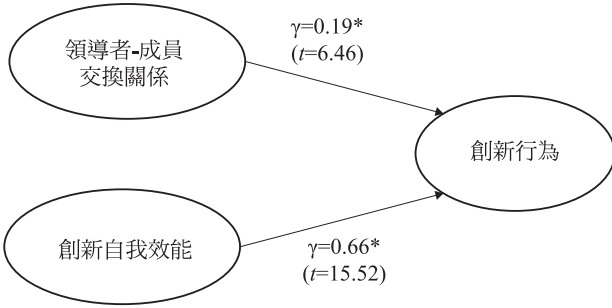 γ=0.19*
(t=6.46)
領導者-成員
交換關係
創新行為
創新自我效能
γ=0.66*
(t=15.52)